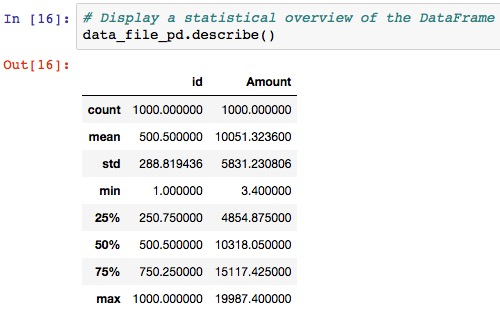 In [16]: # Display a statistical overview of the DataFrame
data_file_pd.describe()
Out[16]:
id Amount
count 1000.000000 1000.000000
mean 500.500000 10051.323600
std 288.819436 5831.230806
min 1.000000 3.400000
25% 250.750000 4854.875000
50% 500.500000 10318.050000
75% 750.250000 15117.425000
max 1000.000000 19987.400000